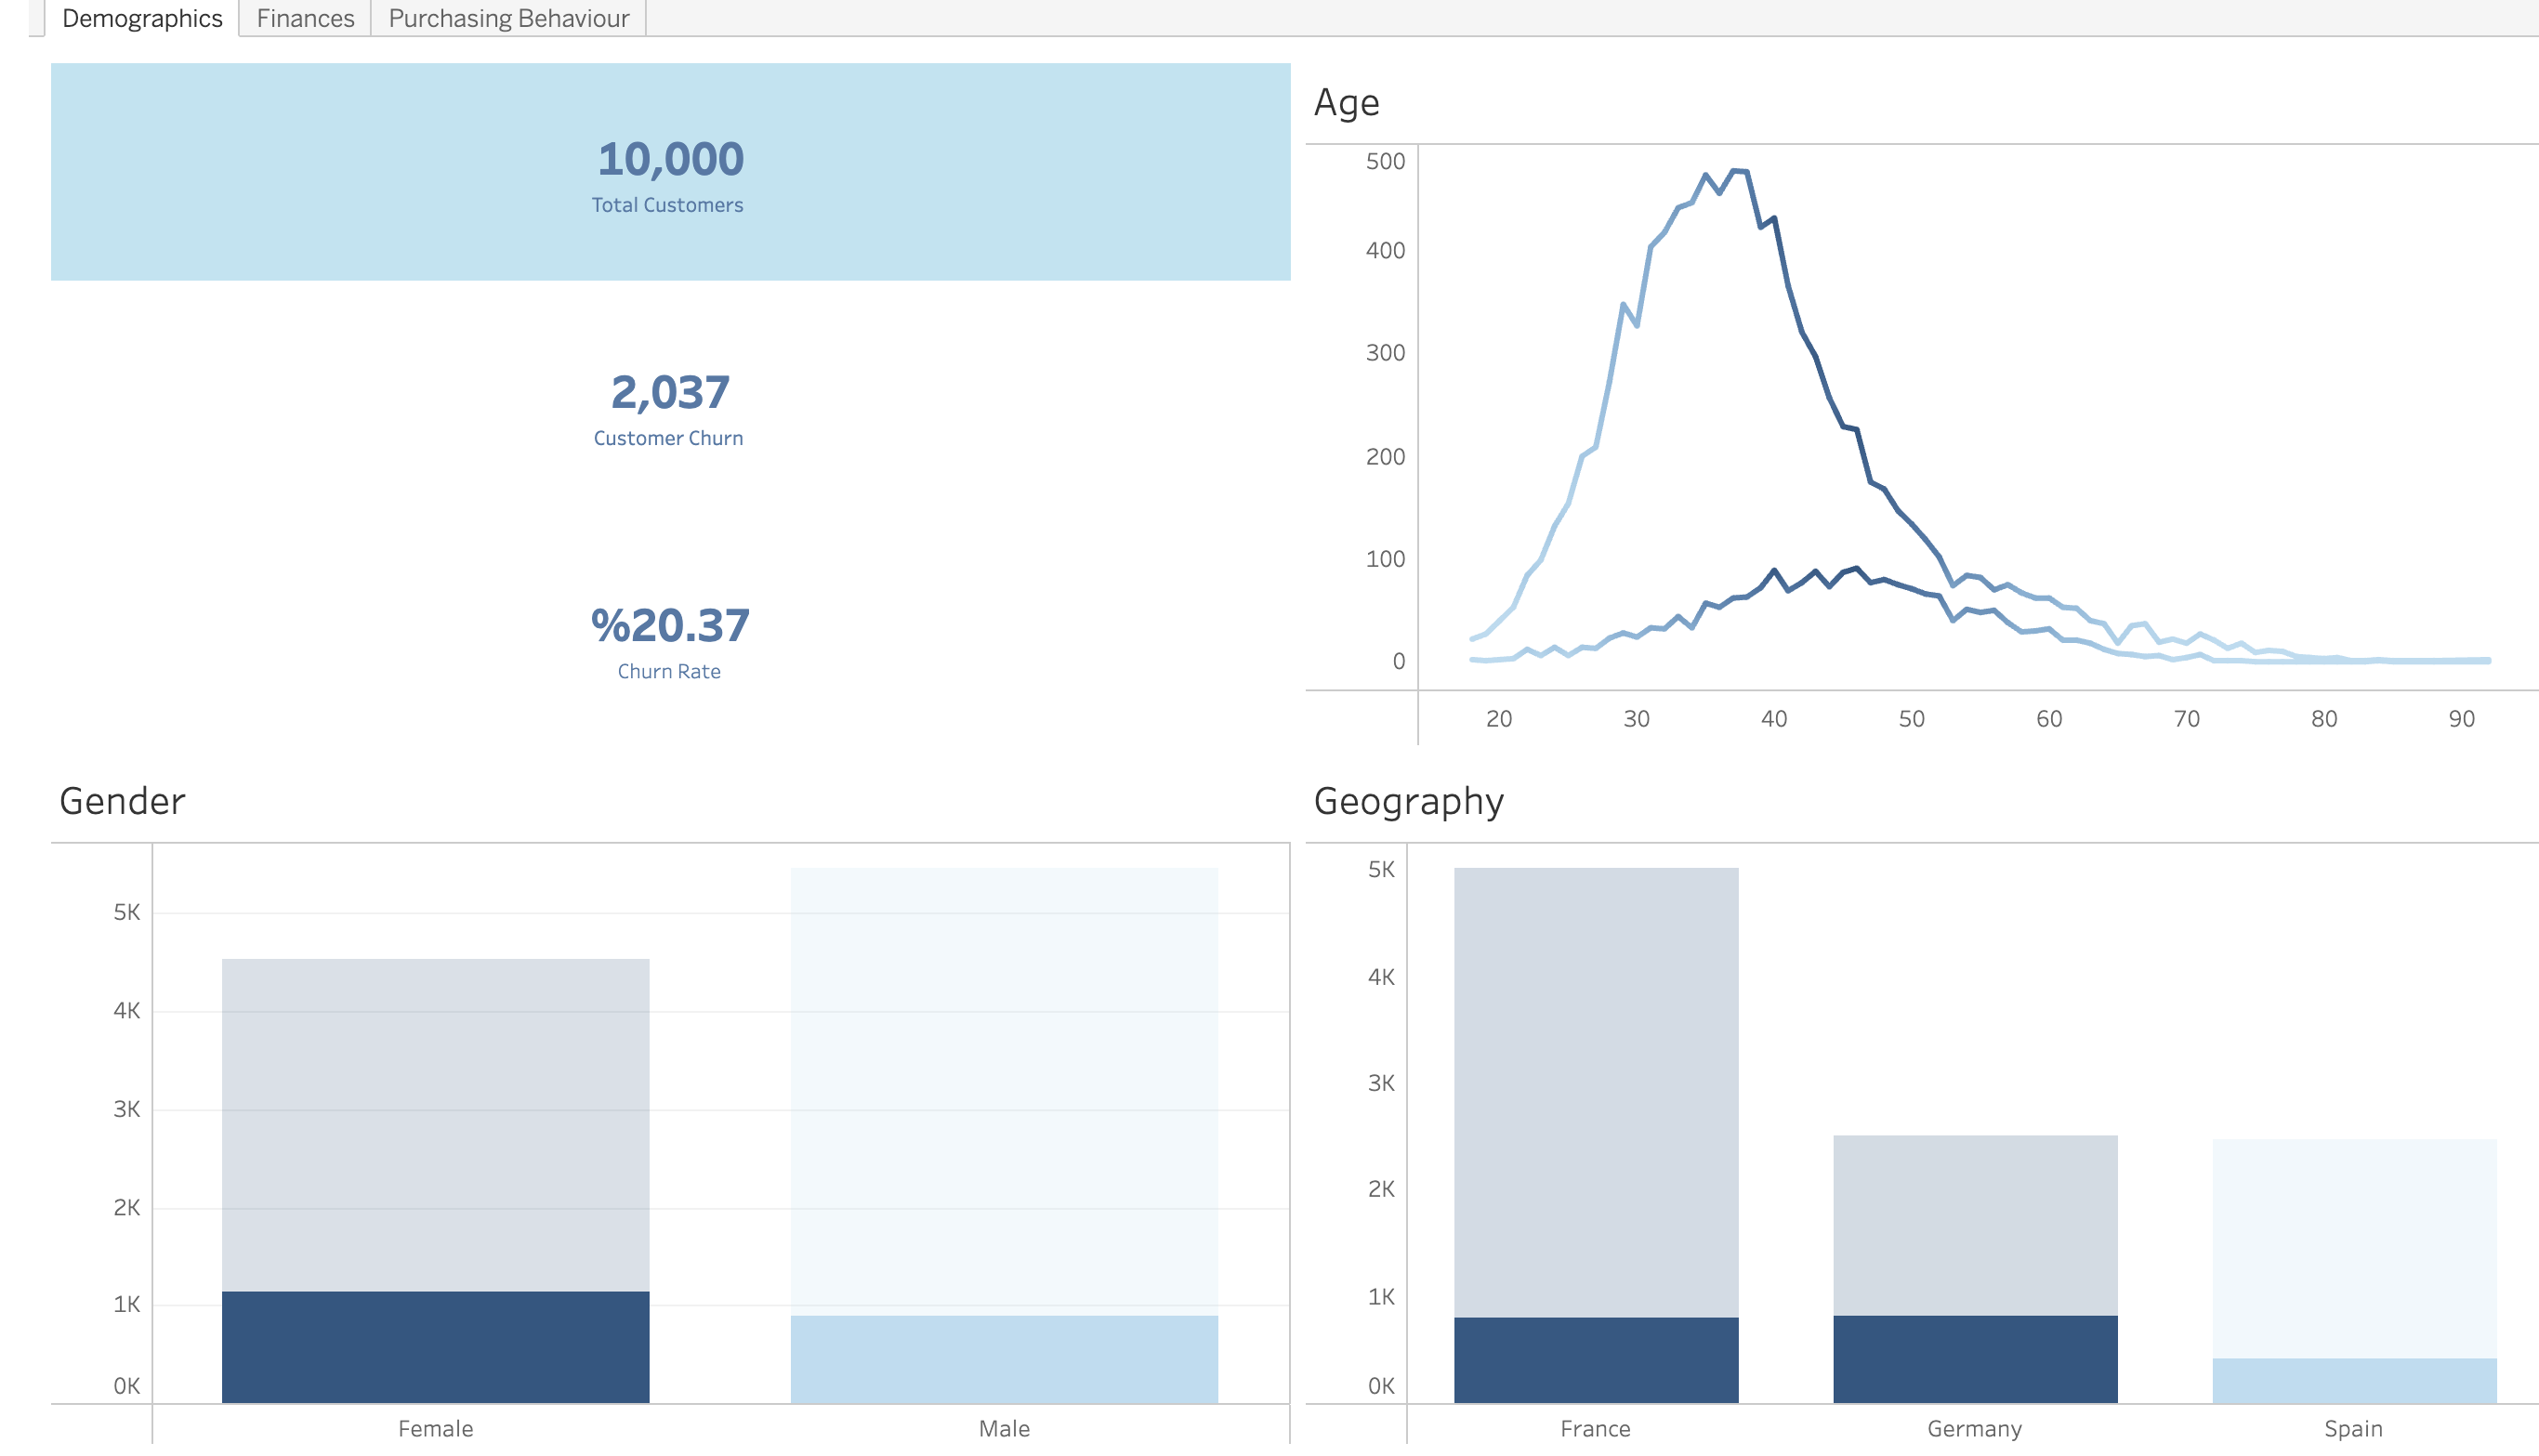 Demographics Finances Purchasing Behaviour
10,000
Total Customers
2,037
Customer Churn
%20.37
Churn Rate
Age
500
400
300
200
100
0
20 30 40 50 60 70 80 90
Gender
5K
4K
3K
2K
1K
0K
Female Male
Geography
5K
4K
3K
2K
1K
0K
France Germany Spain